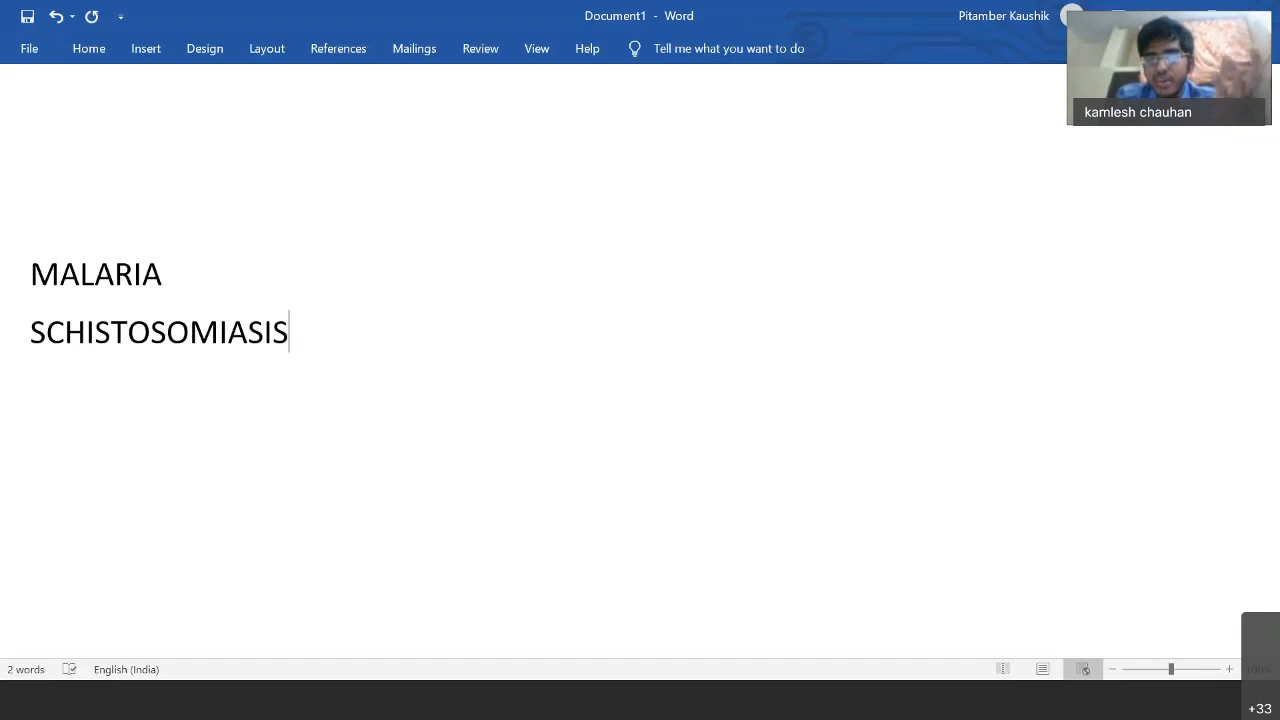 Document1 - Word
Pitamber Kaushik
File Home Insert Design Layout References Mailings Review View Help Tell me what you want to do
kamlesh chauhan
MALARIA
SCHISTOSOMIASIS
2 words English (India)
100%
+33